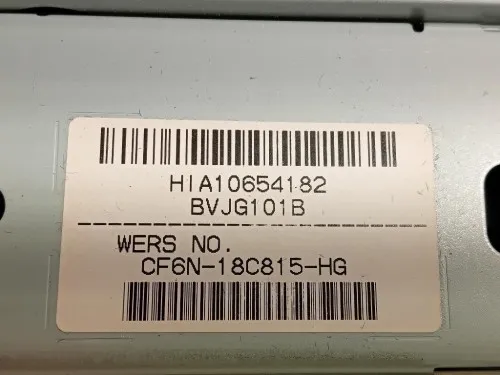 HIA10654182
BVJG101B
WERS NO.
CF6N-18C815-HG